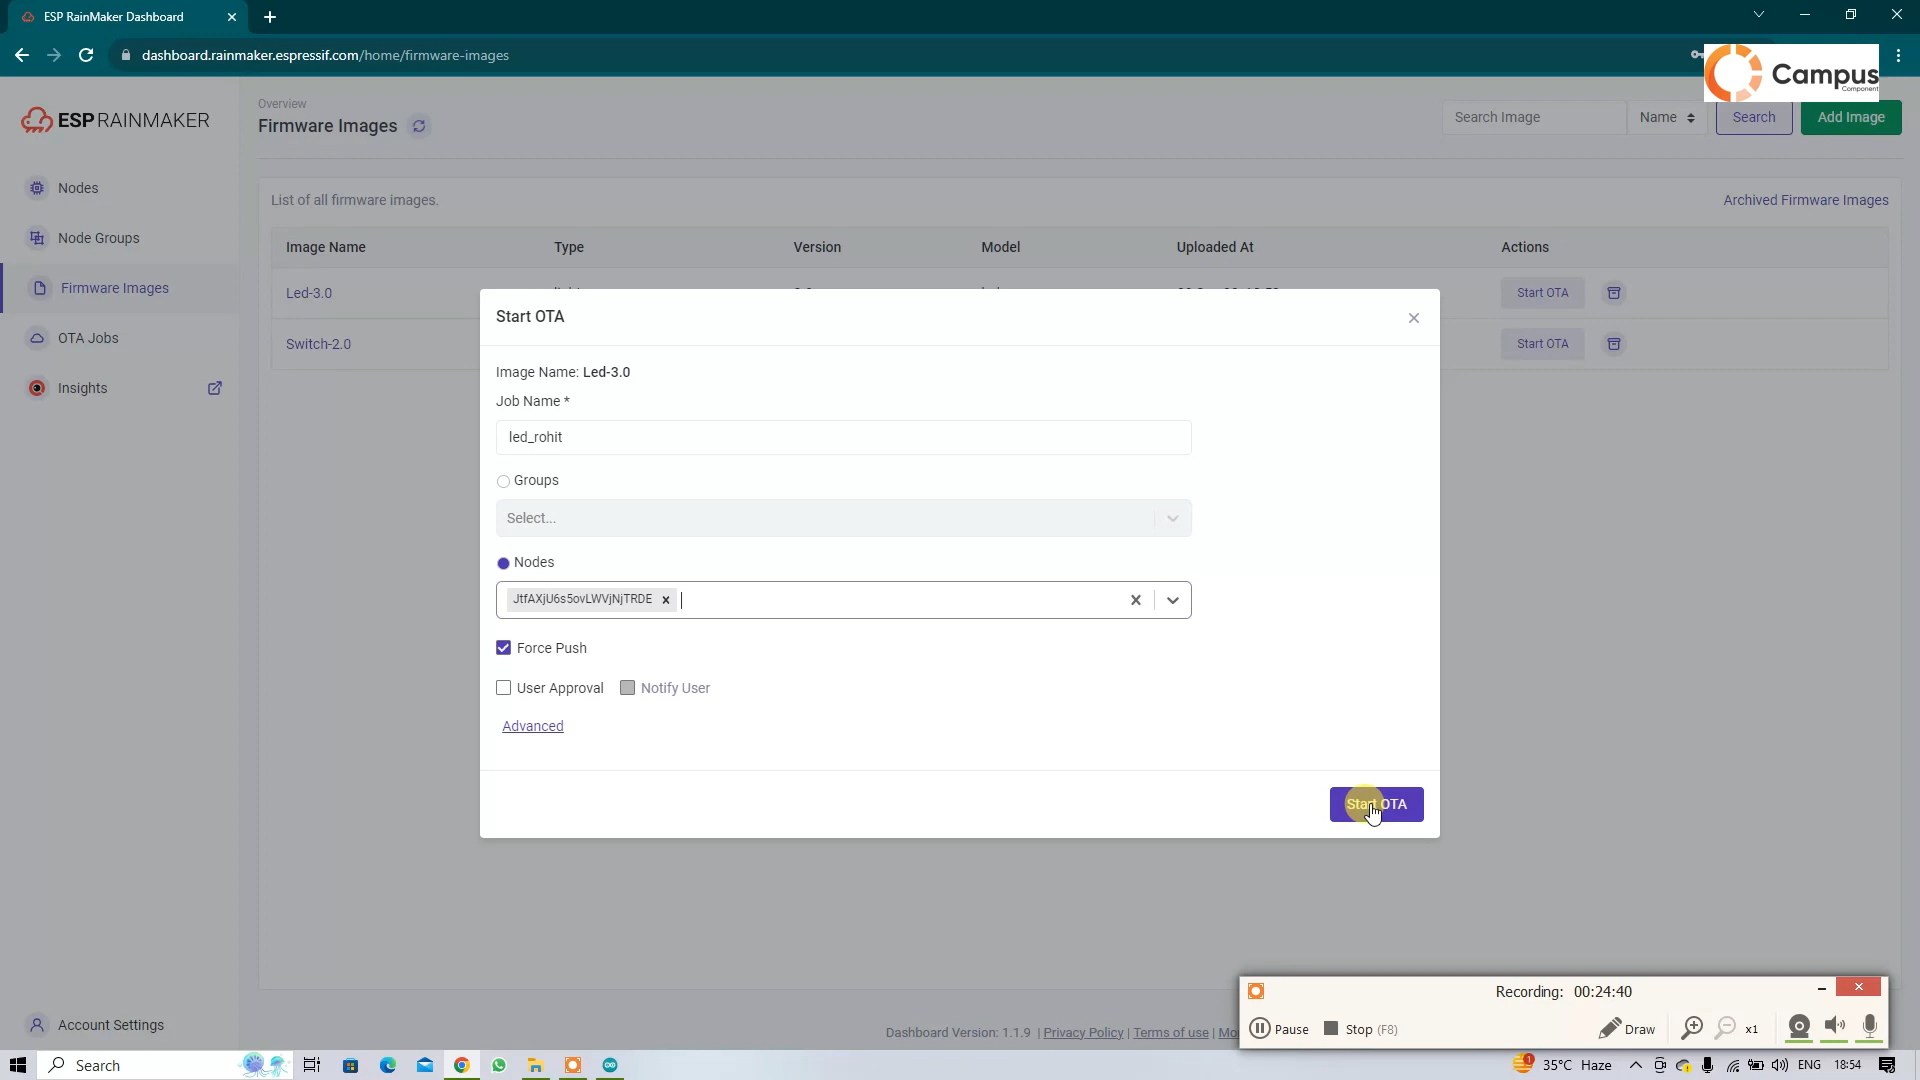 ESP RainMaker Dashboard
dashboard.rainmaker.espressif.com/home/firmware-images
Campus
Component
ESP RAINMAKER
Overview
Firmware Images
Search Image
Name
Search
Add Image
Nodes
Node Groups
Firmware Images
OTA Jobs
Insights
List of all firmware images.
Archived Firmware Images
Image Name Type Version Model Uploaded At Actions
Led-3.0
Start OTA
Switch-2.0
Start OTA
Start OTA
Image Name: Led-3.0
Job Name *
led_rohit
Groups
Select...
Nodes
JtfAXjU6s5ovLWVjNjTRDE
Force Push
User Approval
Notify User
Advanced
Start OTA
Account Settings
Dashboard Version: 1.1.9 | Privacy Policy | Terms of use |
Recording: 00:24:40
Pause
Stop (F8)
Draw
x1
Search
1
35°C Haze
ENG
18:54